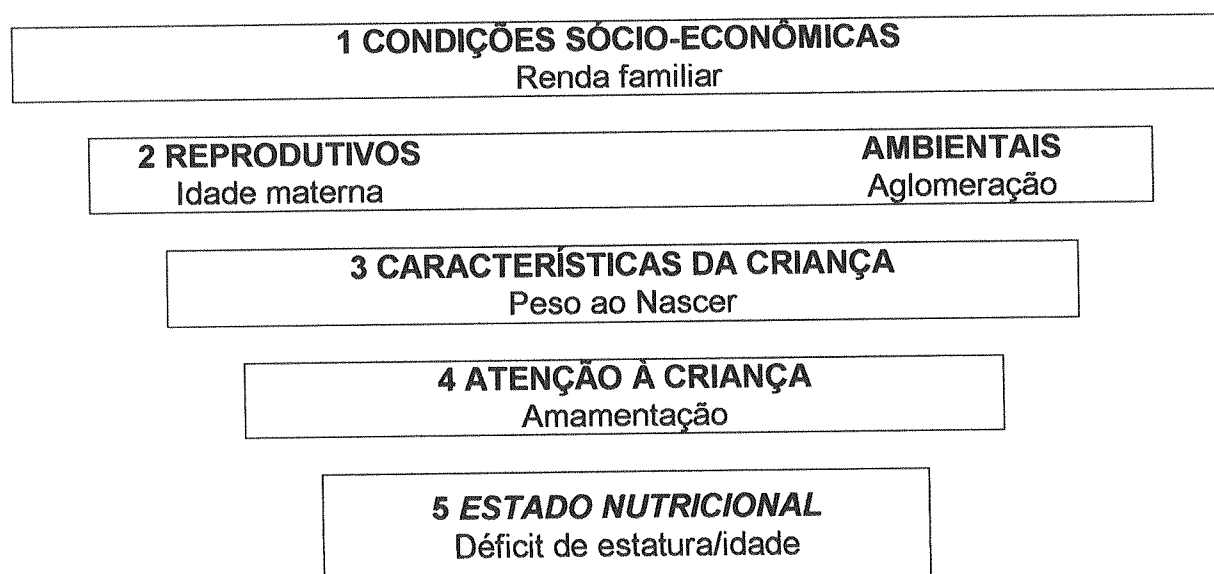 1 CONDIÇÕES SÓCIO-ECONÔMICAS
Renda familiar
2 REPRODUTIVOS AMBIENTAIS
Idade materna Aglomeração
3 CARACTERÍSTICAS DA CRIANÇA
Peso ao Nascer
4 ATENÇÃO À CRIANÇA
Amamentação
5 ESTADO NUTRICIONAL
Déficit de estatura/idade